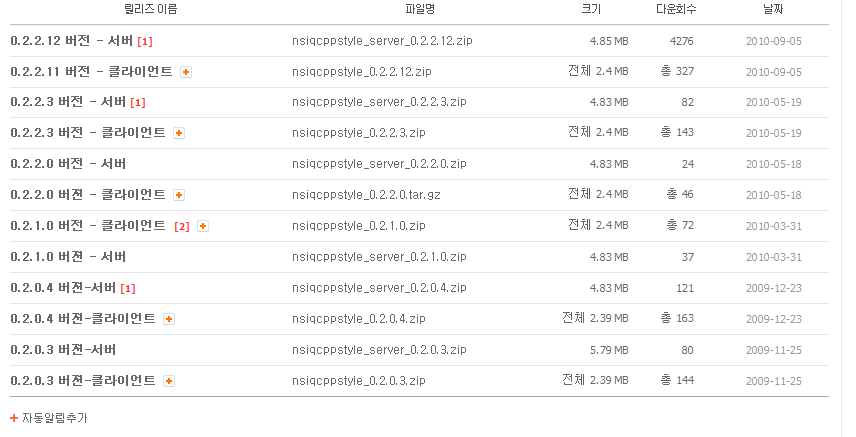 릴리즈 이름 파일명 크기 다운회수 날짜
0.2.2.12 버전 - 서버 [1] nsiqcppstyle_server_0.2.2.12.zip 4.85 MB 4276 2010-09-05
0.2.2.11 버전 - 클라이언트 nsiqcppstyle_0.2.2.12.zip 전체 2.4 MB 총 327 2010-09-05
0.2.2.3 버전 - 서버 [1] nsiqcppstyle_server_0.2.2.3.zip 4.83 MB 82 2010-05-19
0.2.2.3 버전 - 클라이언트 nsiqcppstyle_0.2.2.3.zip 전체 2.4 MB 총 143 2010-05-19
0.2.2.0 버전 - 서버 nsiqcppstyle_server_0.2.2.0.zip 4.83 MB 24 2010-05-18
0.2.2.0 버젼 - 클라이언트 nsiqcppstyle_0.2.2.0.tar.gz 전체 2.4 MB 총 46 2010-05-18
0.2.1.0 버전 - 클라이언트 [2] nsiqcppstyle_0.2.1.0.zip 전체 2.4 MB 총 72 2010-03-31
0.2.1.0 버젼 - 서버 nsiqcppstyle_server_0.2.1.0.zip 4.83 MB 37 2010-03-31
0.2.0.4 버젼-서버 [1] nsiqcppstyle_server_0.2.0.4.zip 4.83 MB 121 2009-12-23
0.2.0.4 버젼-클라이언트 nsiqcppstyle_0.2.0.4.zip 전체 2.39 MB 총 163 2009-12-23
0.2.0.3 버젼-서버 nsiqcppstyle_server_0.2.0.3.zip 5.79 MB 80 2009-11-25
0.2.0.3 버젼-클라이언트 nsiqcppstyle_0.2.0.3.zip 전체 2.39 MB 총 144 2009-11-25
+ 자동알림추가